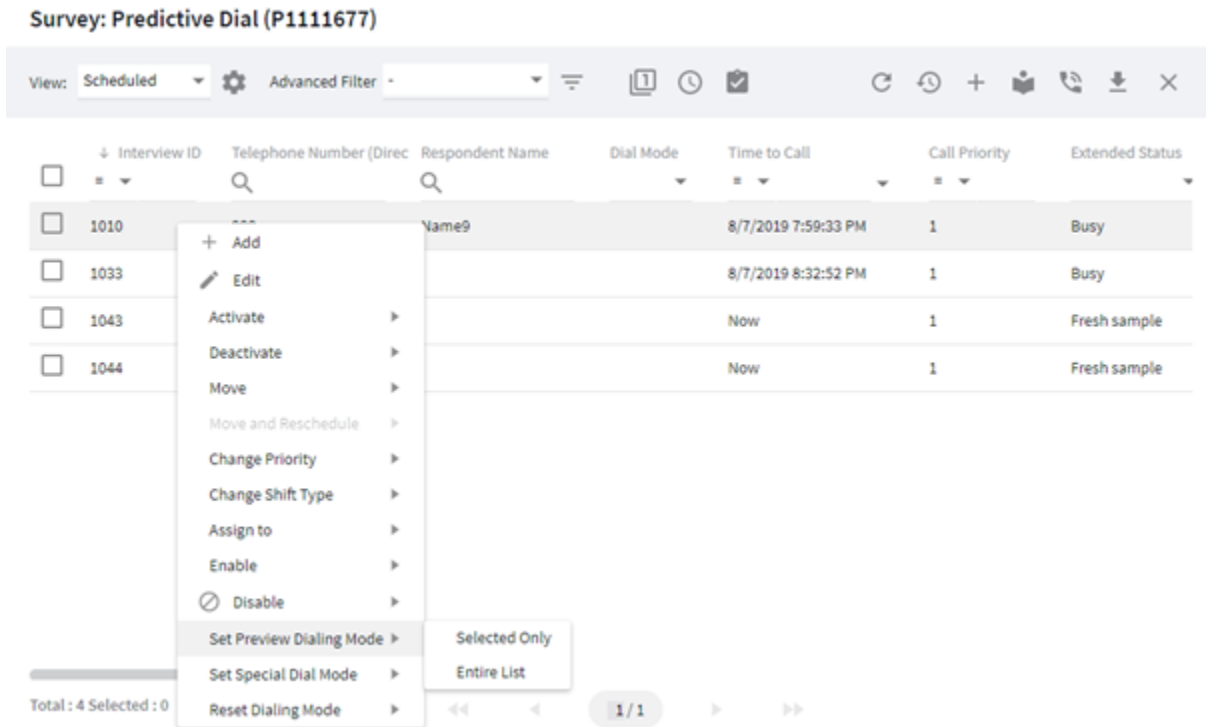 Survey: Predictive Dial (P1111677)
View: Scheduled Advanced Filter -
Interview ID Telephone Number (Direc Respondent Name Dial Mode Time to Call Call Priority Extended Status
= = =
1010 Name9 8/7/2019 7:59:33 PM 1 Busy
Add
1033 8/7/2019 8:32:52 PM 1 Busy
Edit
1043 Now 1 Fresh sample
Activate
Deactivate
1044 Now 1 Fresh sample
Move
Move and Reschedule
Change Priority
Change Shift Type
Assign to
Enable
Disable
Set Preview Dialing Mode Selected Only
Set Special Dial Mode Entire List
Total : 4 Selected : 0 Reset Dialing Mode 1 / 1